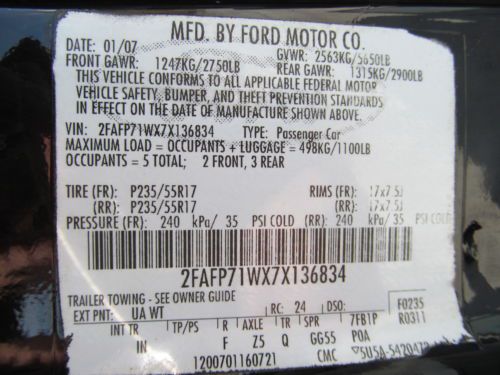 MFD. BY FORD MOTOR CO.
DATE: 01/07 GVWR: 2563KG/5650LB
FRONT GAWR: 1247KG/2750LB REAR GAWR: 1315KG/2900LB
THIS VEHICLE CONFORMS TO ALL APPLICABLE FEDERAL MOTOR
VEHICLE SAFETY, BUMPER, AND THEFT PREVENTION STANDARDS
IN EFFECT ON THE DATE OF MANUFACTURE SHOWN ABOVE.
VIN: 2FAFP71WX7X136834 TYPE: Passenger Car
MAXIMUM LOAD = OCCUPANTS + LUGGAGE = 498KG/1100LB
OCCUPANTS = 5 TOTAL; 2 FRONT, 3 REAR
TIRE (FR): P235/55R17 RIMS (FR): 17x7.5J
(RR): P235/55R17 (RR): 17x7.5J
PRESSURE (FR): 240 kPa/ 35 PSI COLD (RR): 240 kPa/ 35 PSI COLD
2FAFP71WX7X136834
TRAILER TOWING - SEE OWNER GUIDE
EXT PNT: UA WT RC: 24 DSO: F0235
INT TR TP/PS R AXLE TR SPR 7FB1P R0311
IN F Z5 Q GG55 POA
1200701160721 CMC